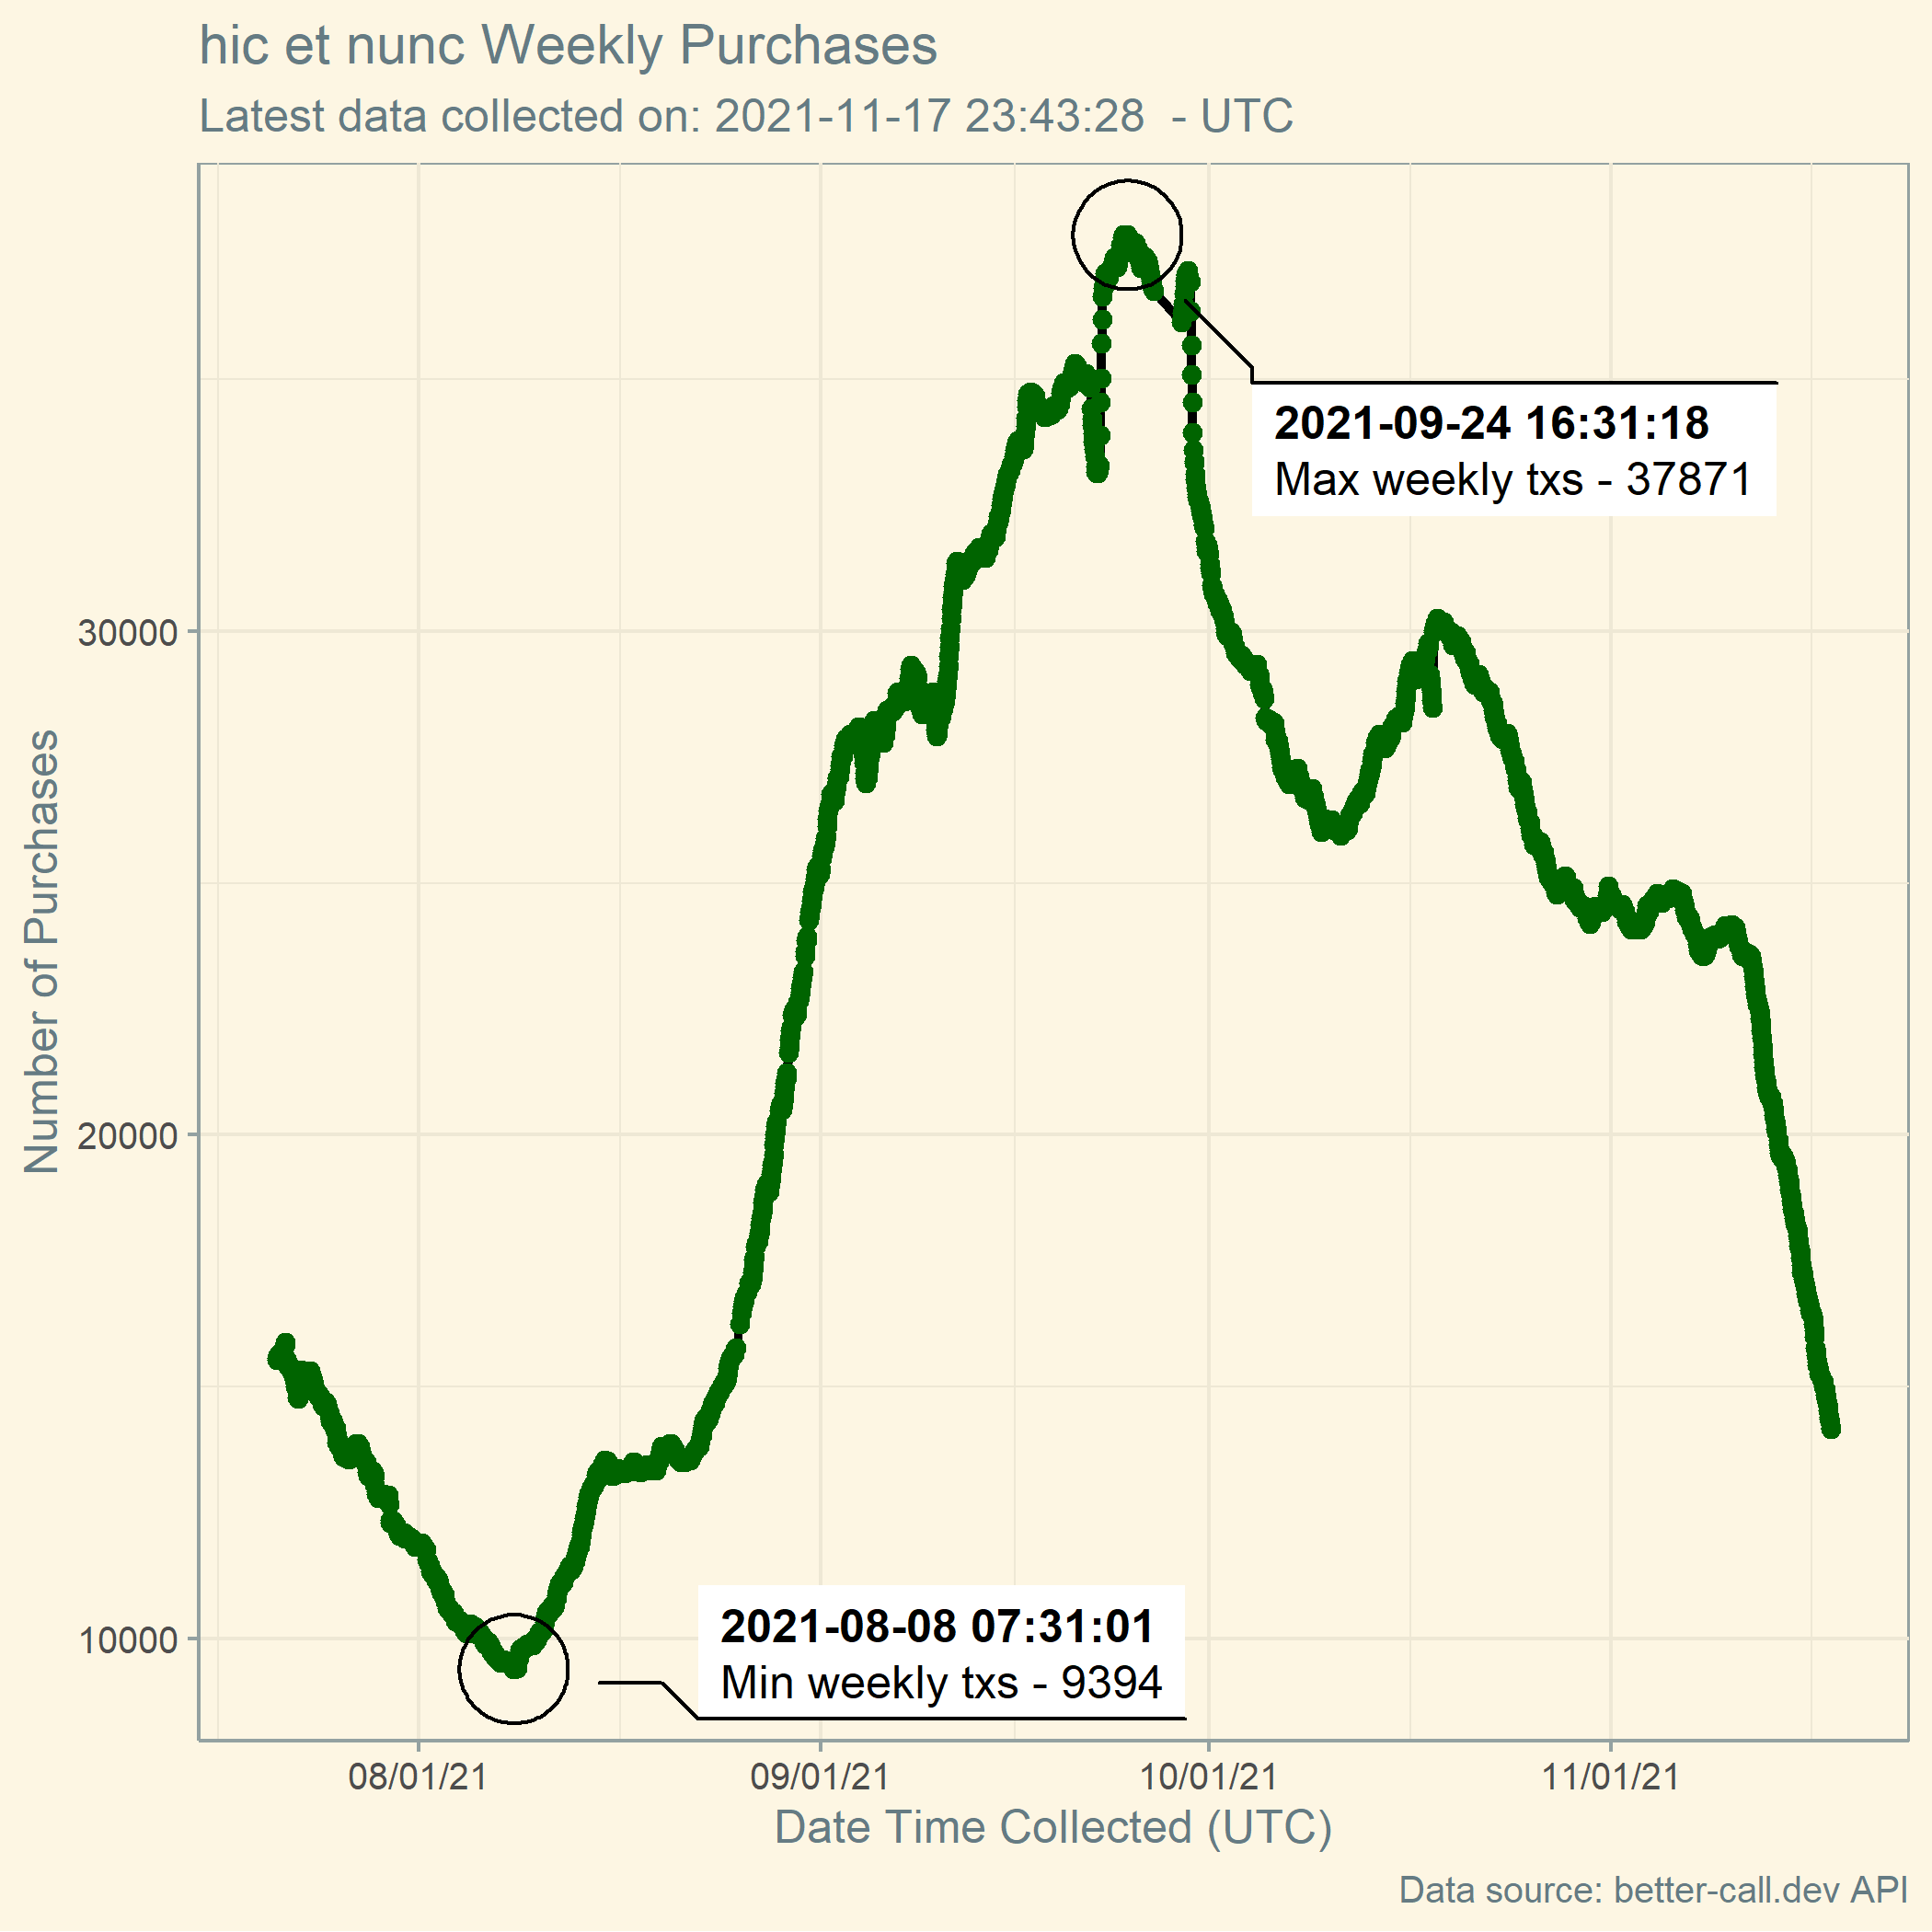 hic et nunc Weekly Purchases
Latest data collected on: 2021-11-17 23:43:28  - UTC
Number of Purchases
30000
20000
10000
2021-09-24 16:31:18
Max weekly txs - 37871
2021-08-08 07:31:01
Min weekly txs - 9394
08/01/21
09/01/21
10/01/21
11/01/21
Date Time Collected (UTC)
Data source: better-call.dev API